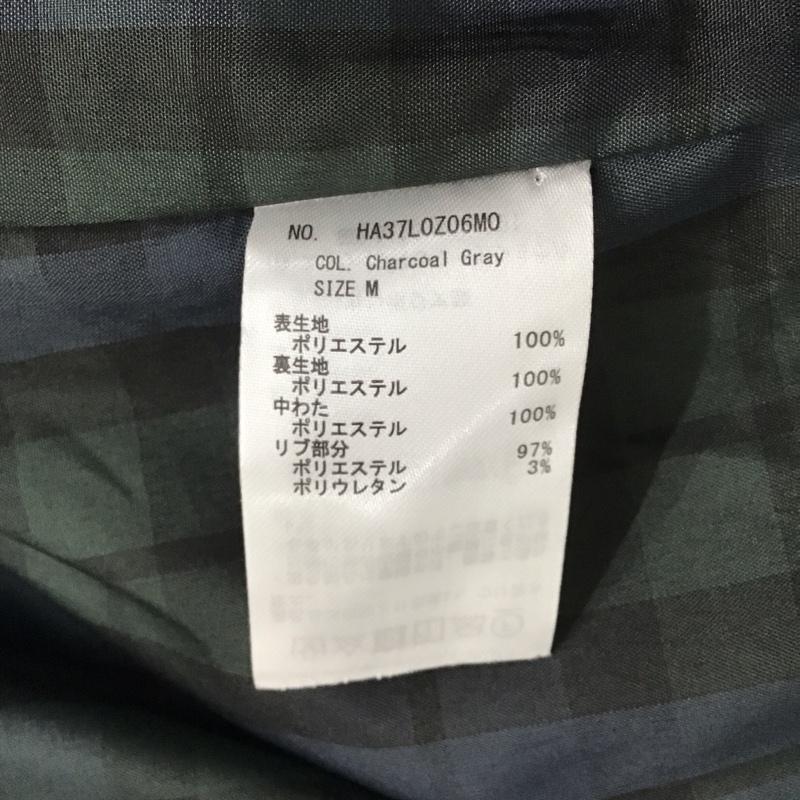 NO. HA37L0Z06MO
COL. Charcoal Gray
SIZE M
表生地
ポリエステル 100%
裏生地
ポリエステル 100%
中わた
ポリエステル 100%
リブ部分
ポリエステル 97%
ポリウレタン 3%